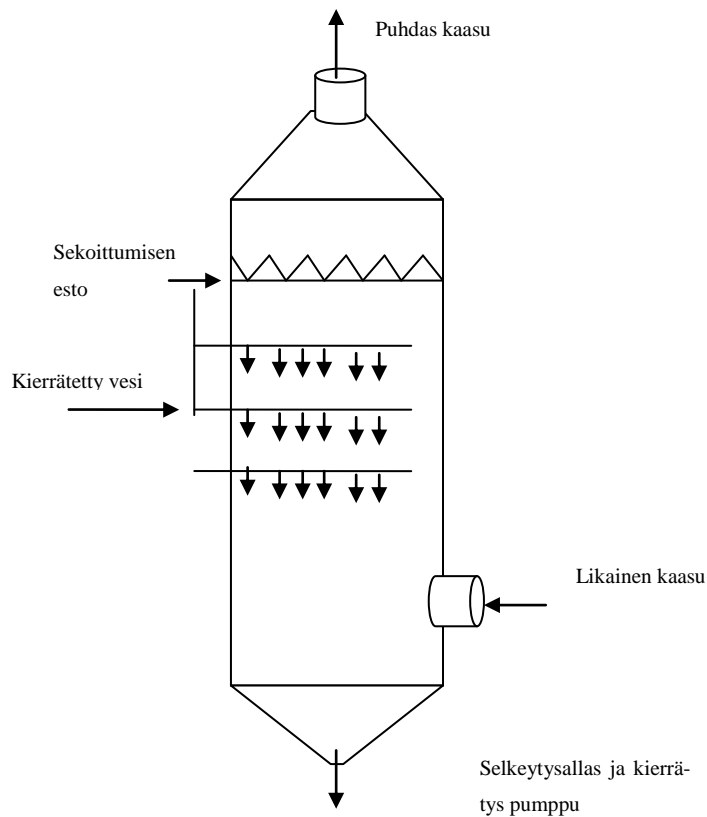 Puhdas kaasu
Sekoittumisen
esto
Kierrätetty vesi
Likainen kaasu
Selkeytysallas ja kierrä-
tys pumppu